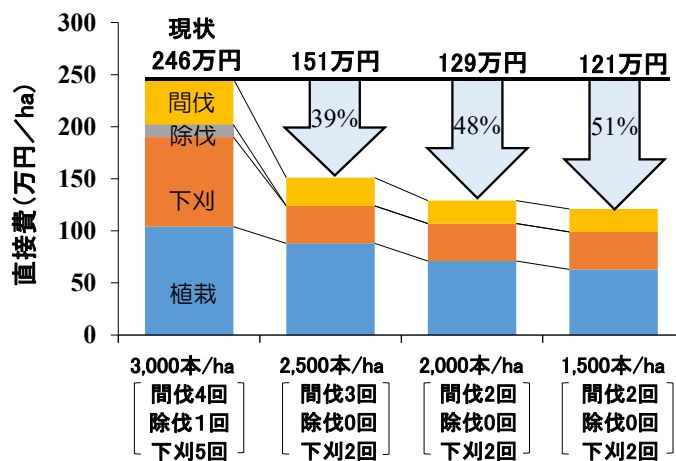 現状
246万円
151万円
129万円
121万円
直接費(万円/ha)
300
250
200
150
100
50
0
間伐
除伐
下刈
植栽
39%
48%
51%
3,000本/ha
間伐4回
除伐1回
下刈5回
2,500本/ha
間伐3回
除伐0回
下刈2回
2,000本/ha
間伐2回
除伐0回
下刈2回
1,500本/ha
間伐2回
除伐0回
下刈2回